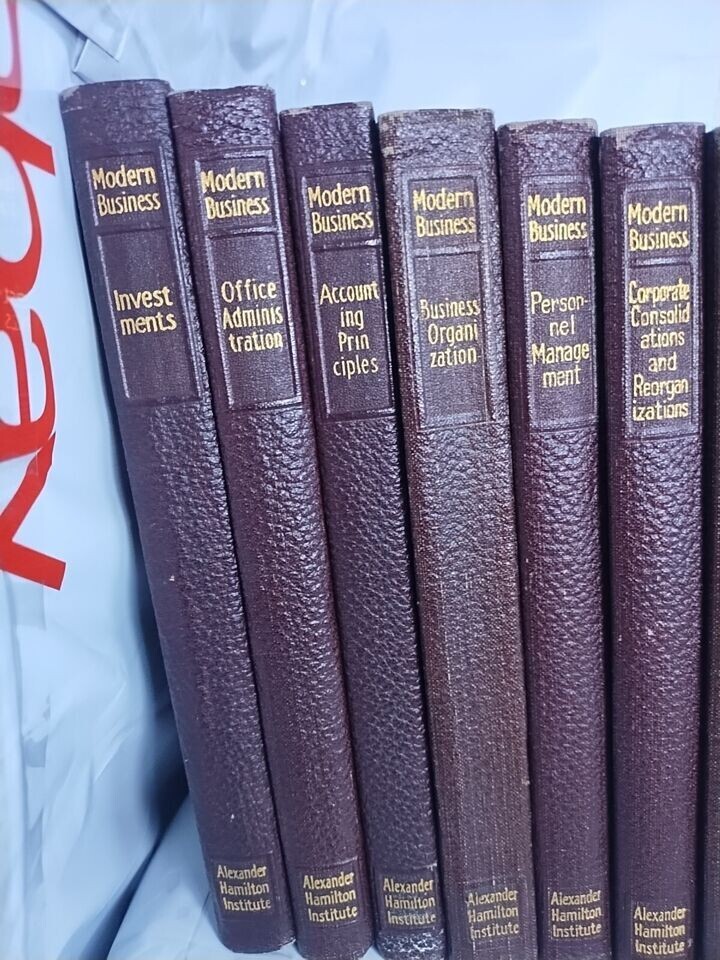 Modern
Business
Invest
ments
Alexander
Hamilton
Institute
Modern
Business
Office
Adminis
tration
Alexander
Hamilton
Institute
Modern
Business
Account
ing
Prin
ciples
Alexander
Hamilton
Institute
Modern
Business
Business
Organi
zation
Alexander
Hamilton
Institute
Modern
Business
Person-
nel
Manage
ment
Alexander
Hamilton
Institute
Modern
Business
Corporate
Consolid
ations
and
Reorgan
izations
Alexander
Hamilton
Institute